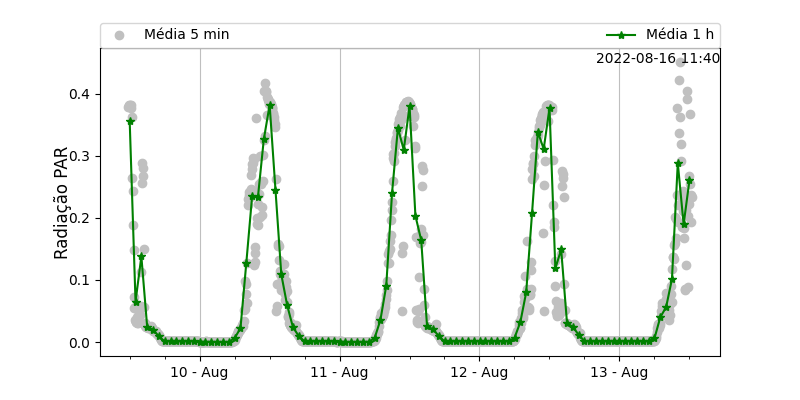 Média 5 min
Média 1 h
2022-08-16 11:40
Radiação PAR
0.4
0.3
0.2
0.1
0.0
10 - Aug
11 - Aug
12 - Aug
13 - Aug